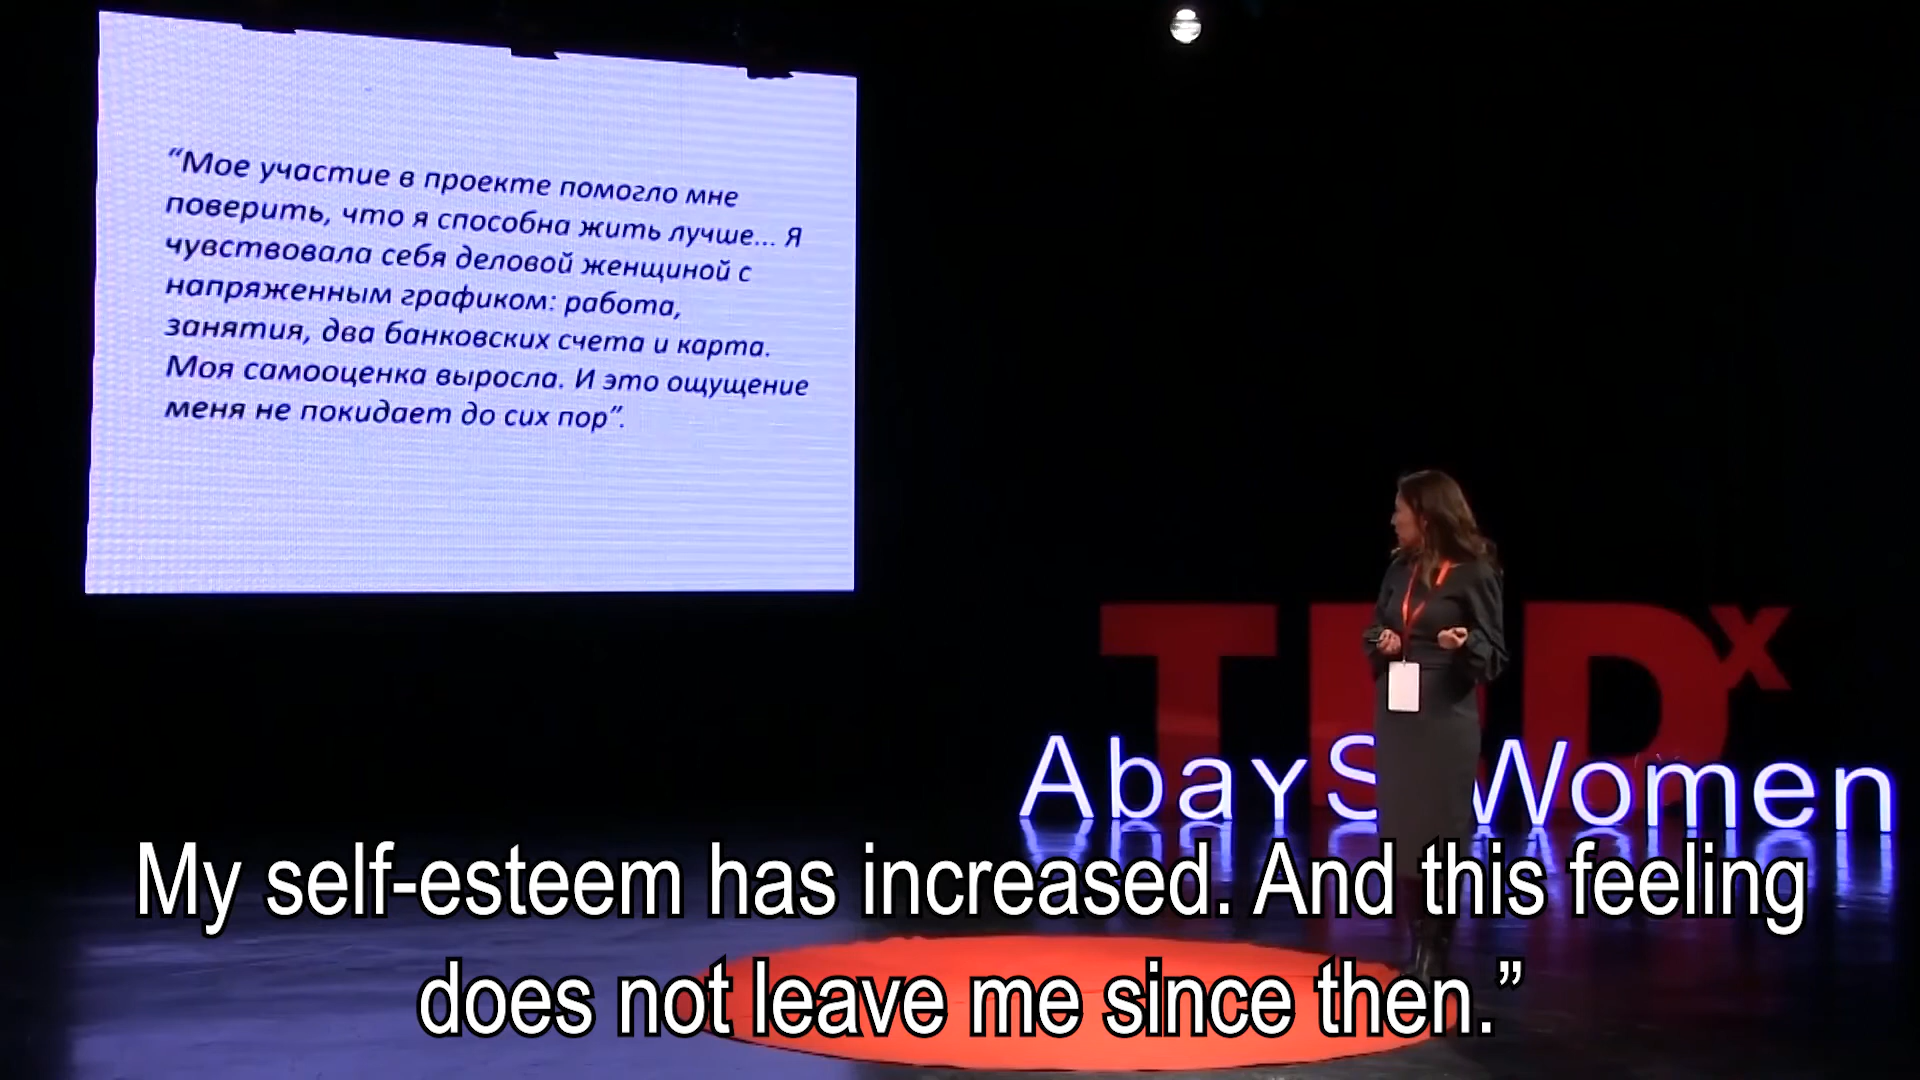 “Мое участие в проекте помогло мне
поверить, что я способна жить лучше... Я
чувствовала себя деловой женщиной с
напряженным графиком: работа,
занятия, два банковских счета и карта.
Моя самооценка выросла. И это ощущение
меня не покидает до сих пор”.
TEDx
AbayS Women
My self-esteem has increased. And this feeling
does not leave me since then.”